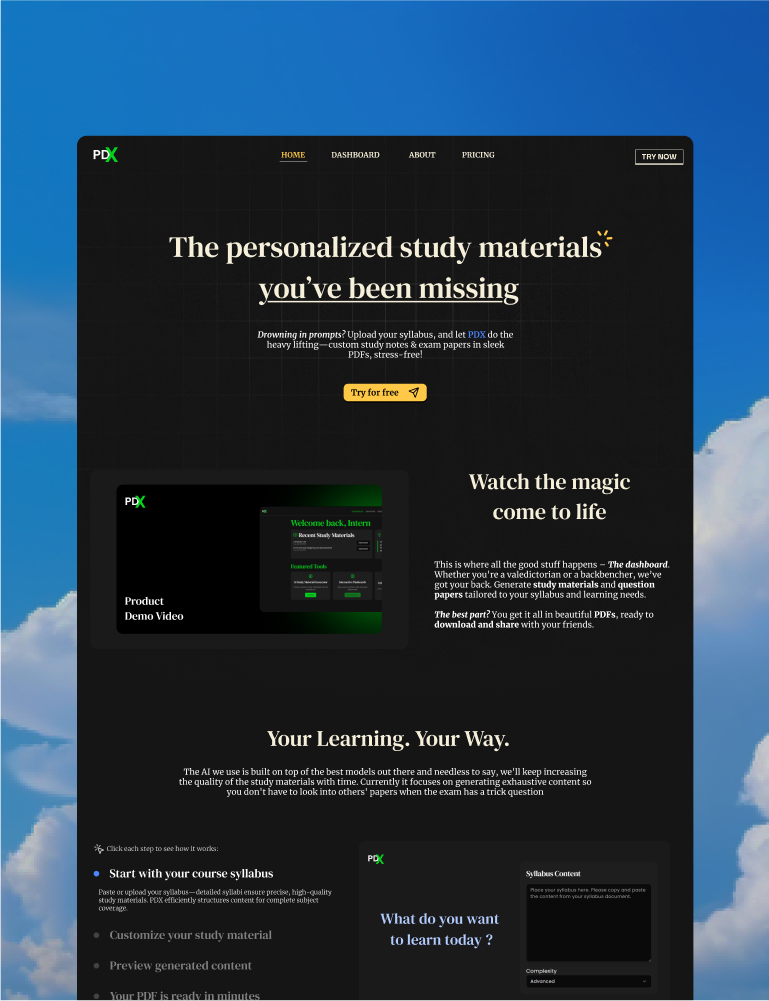 PDX
HOME DASHBOARD ABOUT PRICING
TRY NOW
The personalized study materials
you've been missing
Drowning in prompts? Upload your syllabus, and let PDX do the
heavy lifting—custom study notes & exam papers in sleek
PDFs, stress-free!
Try for free
PDX
Welcome back, Intern
Recent Study Materials
Featured Tools
Product
Demo Video
Watch the magic
come to life
This is where all the good stuff happens – The dashboard.
Whether you're a valedictorian or a backbencher, we've
got your back. Generate study materials and question
papers tailored to your syllabus and learning needs.
The best part? You get it all in beautiful PDFs, ready to
download and share with your friends.
Your Learning. Your Way.
The AI we use is built on top of the best models out there and needless to say, we'll keep increasing
the quality of the study materials with time. Currently it focuses on generating exhaustive content so
you don't have to look into others' papers when the exam has a trick question
Click each step to see how it works:
Start with your course syllabus
Paste or upload your syllabus—detailed syllabi ensure precise, high-quality
study materials. PDX efficiently structures content for complete subject
coverage.
Customize your study material
Preview generated content
Your PDF is ready in minutes
PDX
What do you want
to learn today ?
Syllabus Content
Place your syllabus here. Please copy and paste
the content from your syllabus document.
Complexity
Advanced